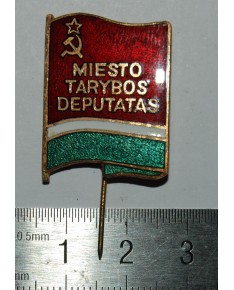 MIESTO
TARYBOS
DEPUTATAS
0.5mm
1 2 3